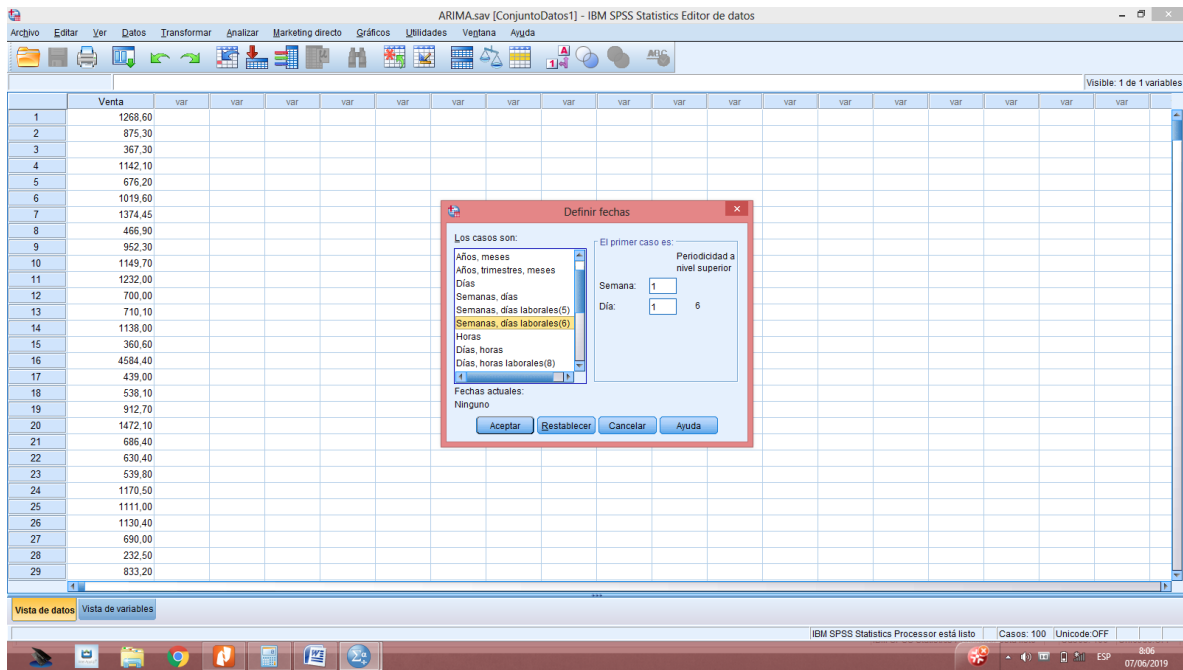 ARIMA.sav [ConjuntoDatos1] - IBM SPSS Statistics Editor de datos
Archivo Editar Ver Datos Transformar Analizar Marketing directo Gráficos Utilidades Ventana Ayuda
Visible: 1 de 1 variables
Venta var var var var var var var var var var var var var var var var var var
1 1268,60
2 875,30
3 367,30
4 1142,10
5 676,20
6 1019,60
7 1374,45
8 466,90
9 952,30
10 1149,70
11 1232,00
12 700,00
13 710,10
14 1138,00
15 360,60
16 4584,40
17 439,00
18 538,10
19 912,70
20 1472,10
21 686,40
22 630,40
23 539,80
24 1170,50
25 1111,00
26 1130,40
27 690,00
28 232,50
29 833,20
Definir fechas
Los casos son:
Años, meses
Años, trimestres, meses
Días
Semanas, días
Semanas, días laborales(5)
Semanas, días laborales(6)
Horas
Días, horas
Días, horas laborales(8)
El primer caso es:
Periodicidad a
nivel superior
Semana: 1
Día: 1 6
Fechas actuales:
Ninguno
Aceptar Restablecer Cancelar Ayuda
Vista de datos Vista de variables
IBM SPSS Statistics Processor está listo Casos: 100 Unicode:OFF
ESP
8:06
07/06/2019